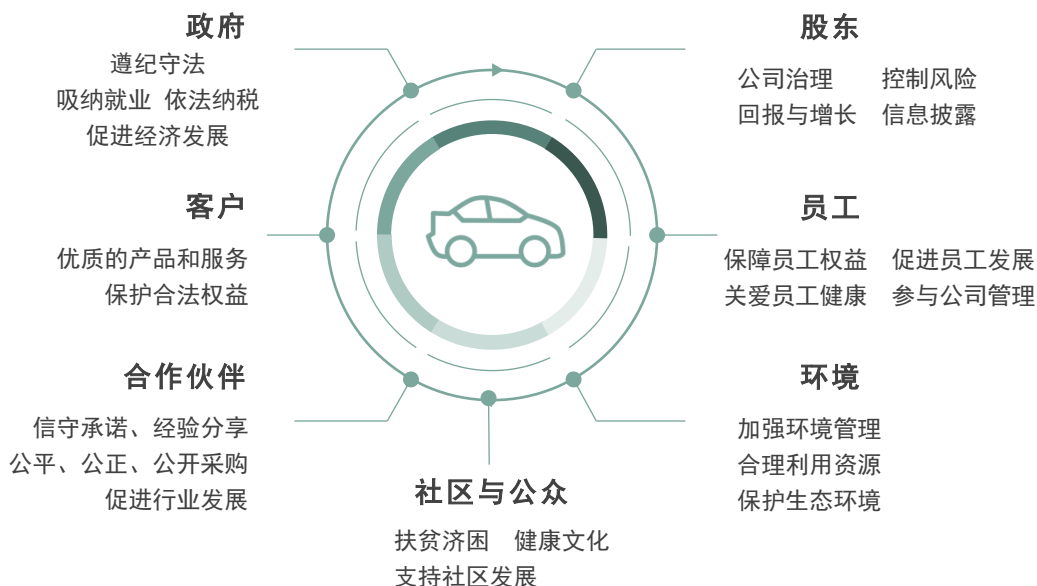 政府
遵纪守法
吸纳就业 依法纳税
促进经济发展
股东
公司治理 控制风险
回报与增长 信息披露
客户
优质的产品和服务
保护合法权益
员工
保障员工权益 促进员工发展
关爱员工健康 参与公司管理
合作伙伴
信守承诺、经验分享
公平、公正、公开采购
促进行业发展
环境
加强环境管理
合理利用资源
保护生态环境
社区与公众
扶贫济困 健康文化
支持社区发展